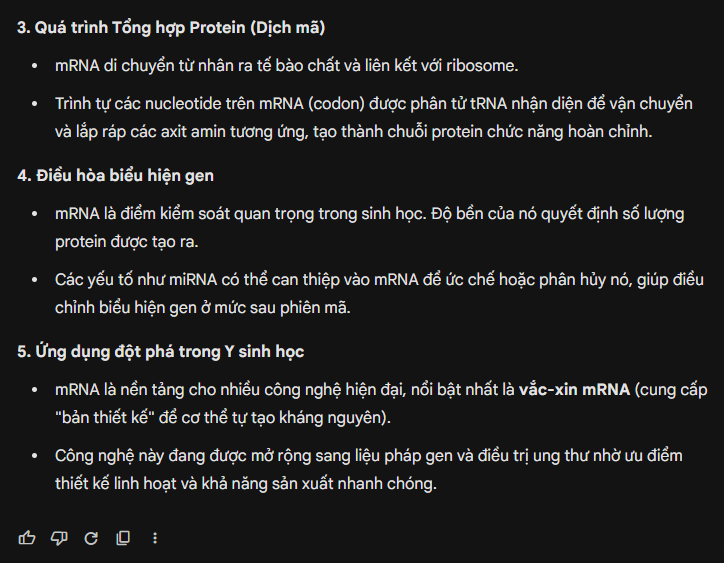 3. Quá trình Tổng hợp Protein (Dịch mã)
• mRNA di chuyển từ nhân ra tế bào chất và liên kết với ribosome.
• Trình tự các nucleotide trên mRNA (codon) được phân tử tRNA nhận diện để vận chuyển
và lắp ráp các axit amin tương ứng, tạo thành chuỗi protein chức năng hoàn chỉnh.
4. Điều hòa biểu hiện gen
• mRNA là điểm kiểm soát quan trọng trong sinh học. Độ bền của nó quyết định số lượng
protein được tạo ra.
• Các yếu tố như miRNA có thể can thiệp vào mRNA để ức chế hoặc phân hủy nó, giúp điều
chỉnh biểu hiện gen ở mức sau phiên mã.
5. Ứng dụng đột phá trong Y sinh học
• mRNA là nền tảng cho nhiều công nghệ hiện đại, nổi bật nhất là vắc-xin mRNA (cung cấp
"bản thiết kế" để cơ thể tự tạo kháng nguyên).
• Công nghệ này đang được mở rộng sang liệu pháp gen và điều trị ung thư nhờ ưu điểm
thiết kế linh hoạt và khả năng sản xuất nhanh chóng.